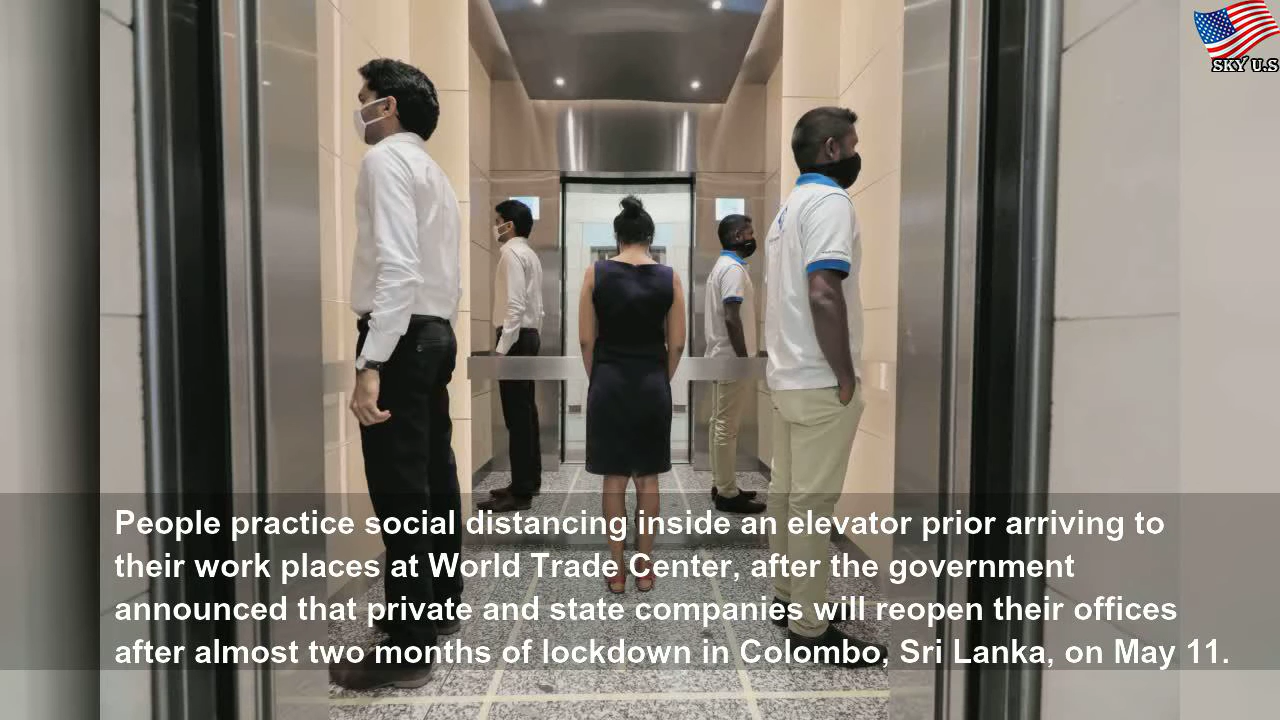 SKY U.S
People practice social distancing inside an elevator prior arriving to
their work places at World Trade Center, after the government
announced that private and state companies will reopen their offices
after almost two months of lockdown in Colombo, Sri Lanka, on May 11.